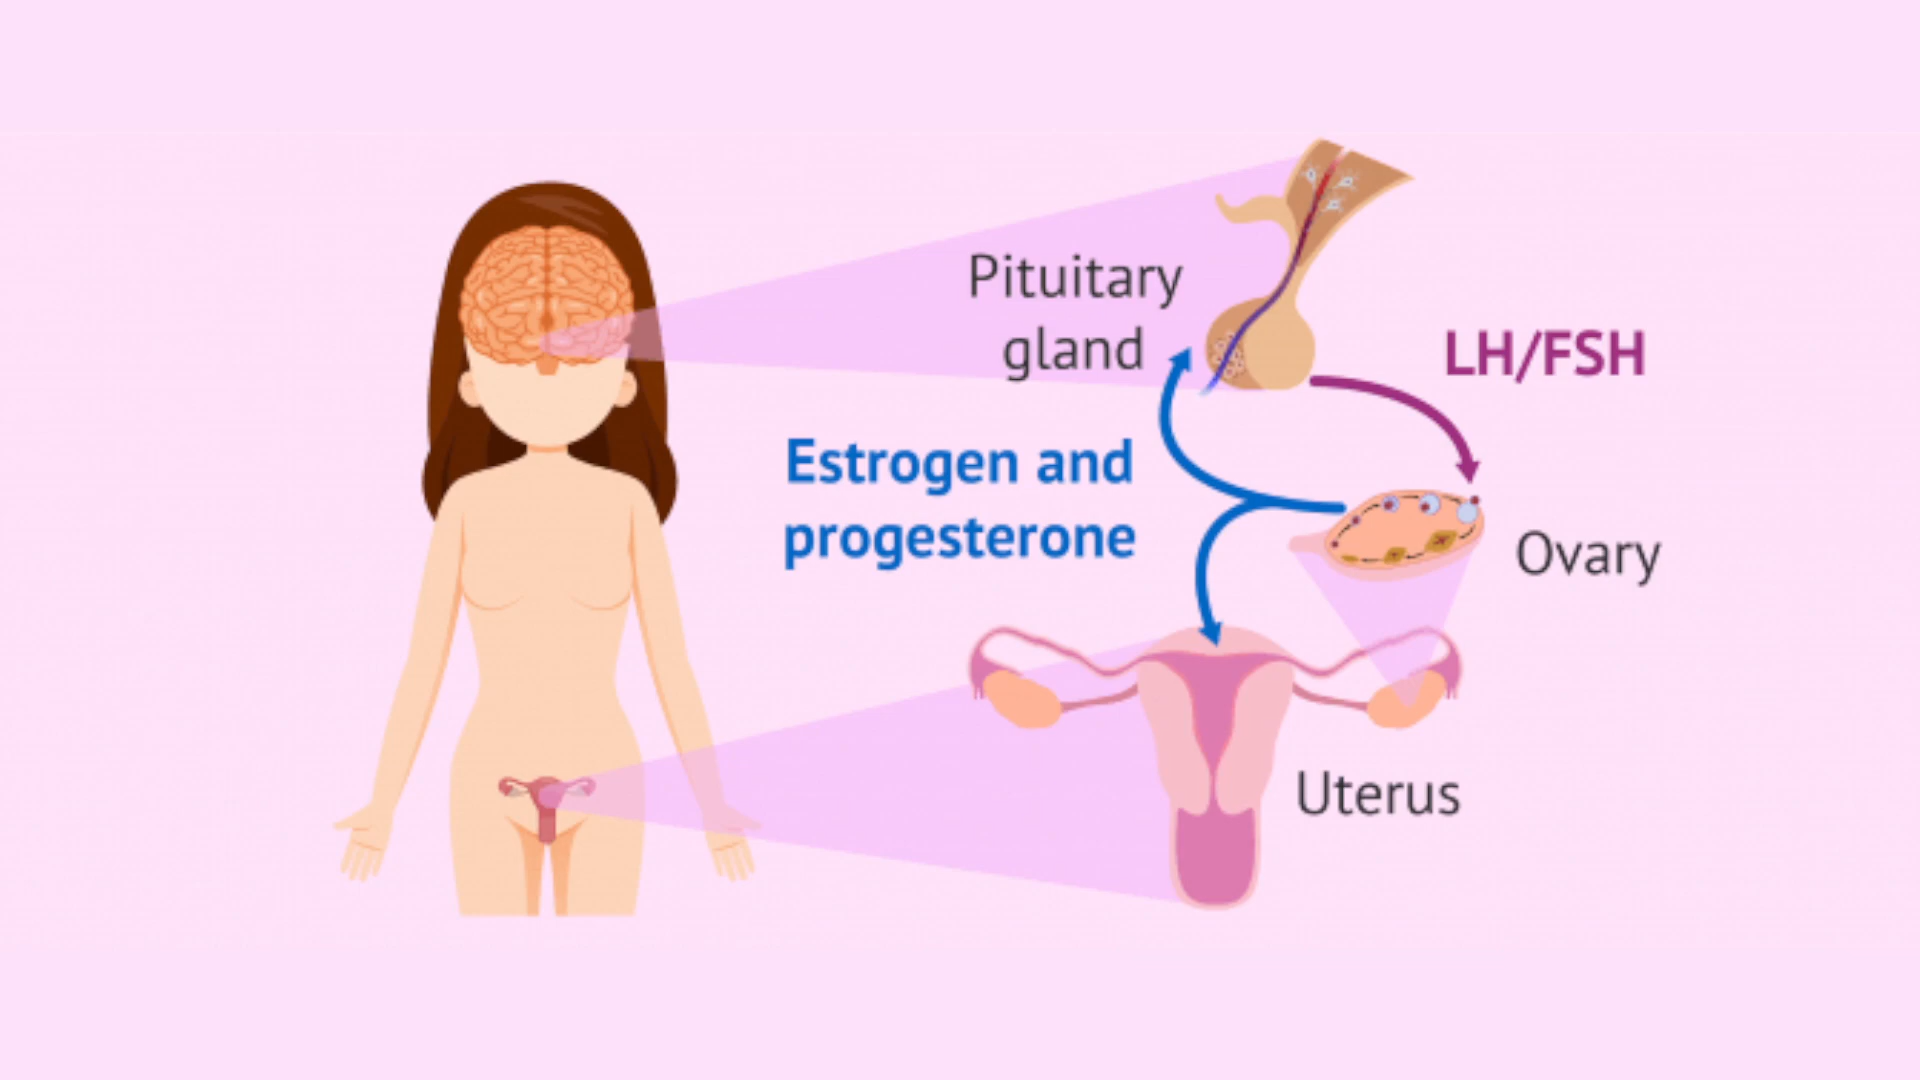 Pituitary
gland
LH/FSH
Estrogen and
progesterone
Ovary
Uterus